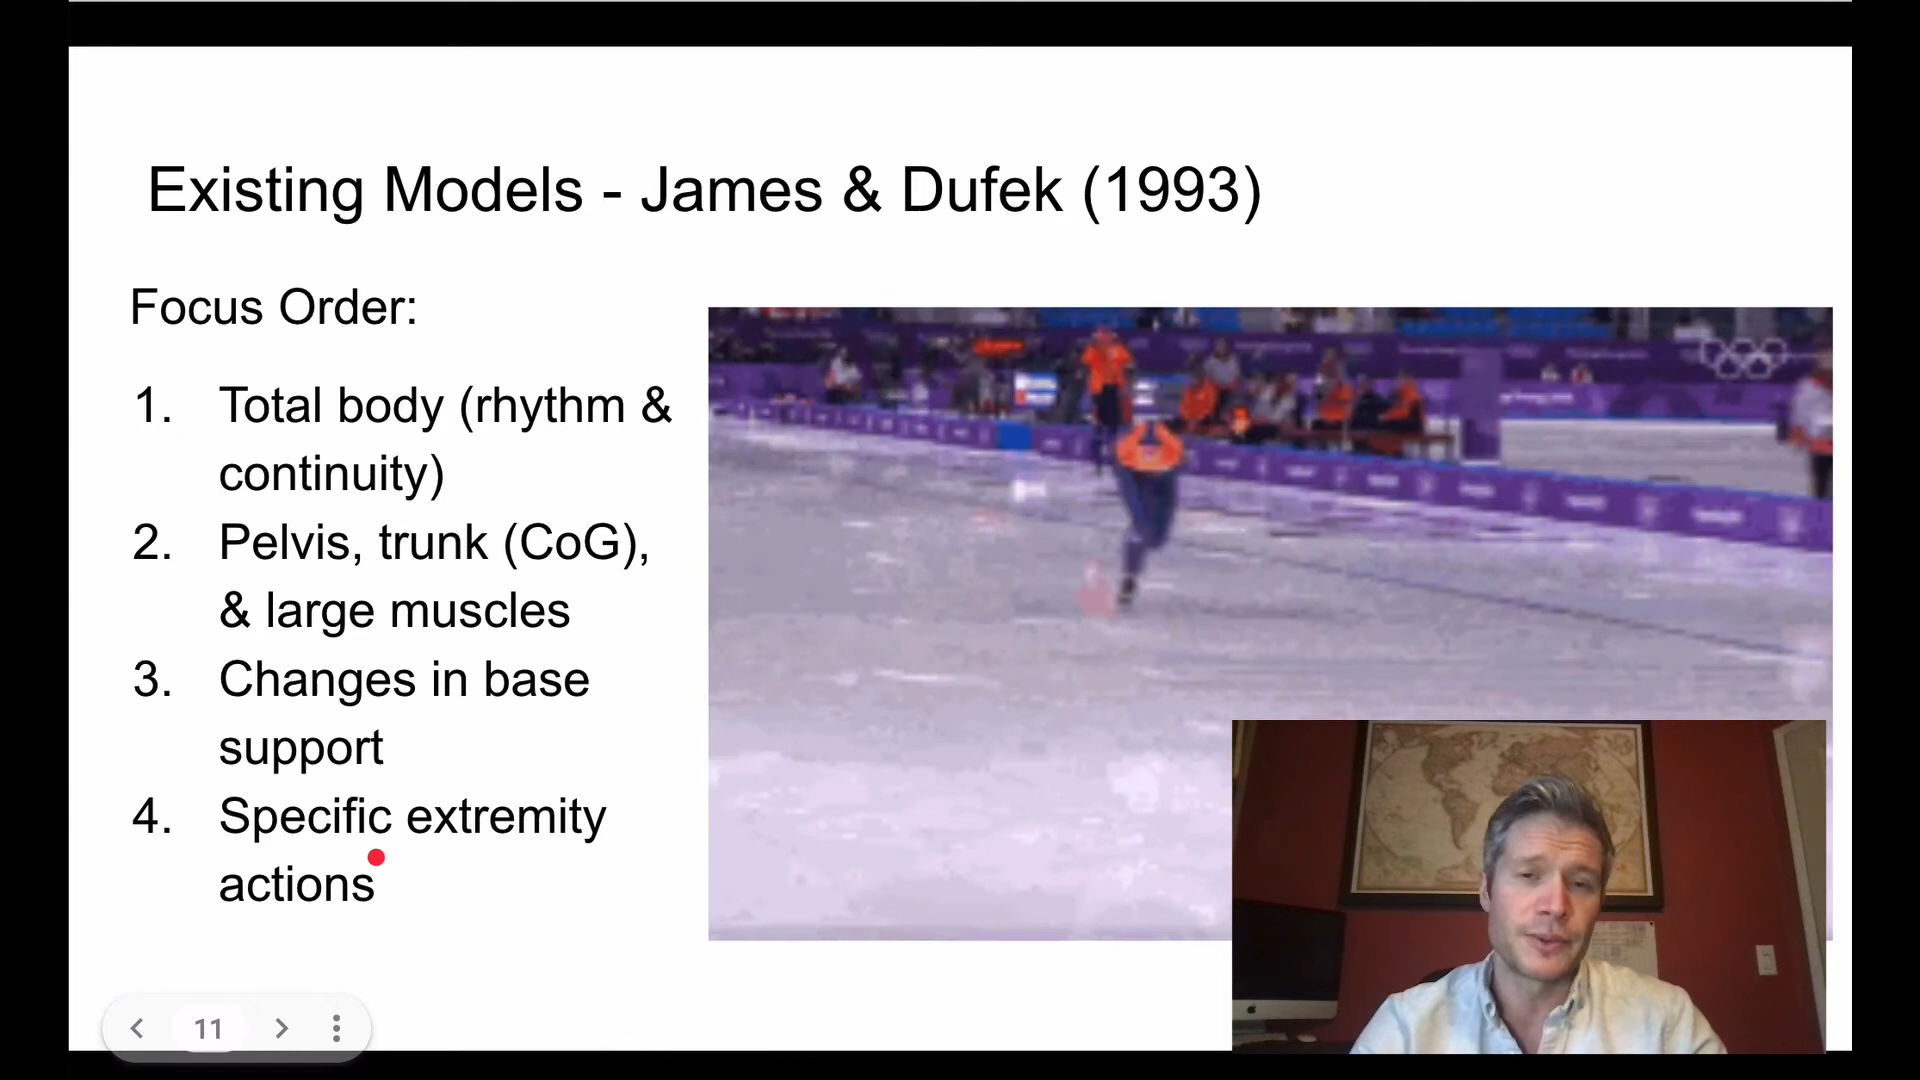 Existing Models - James & Dufek (1993)
Focus Order:
1. Total body (rhythm &
continuity)
2. Pelvis, trunk (CoG),
& large muscles
3. Changes in base
support
4. Specific extremity
actions
11